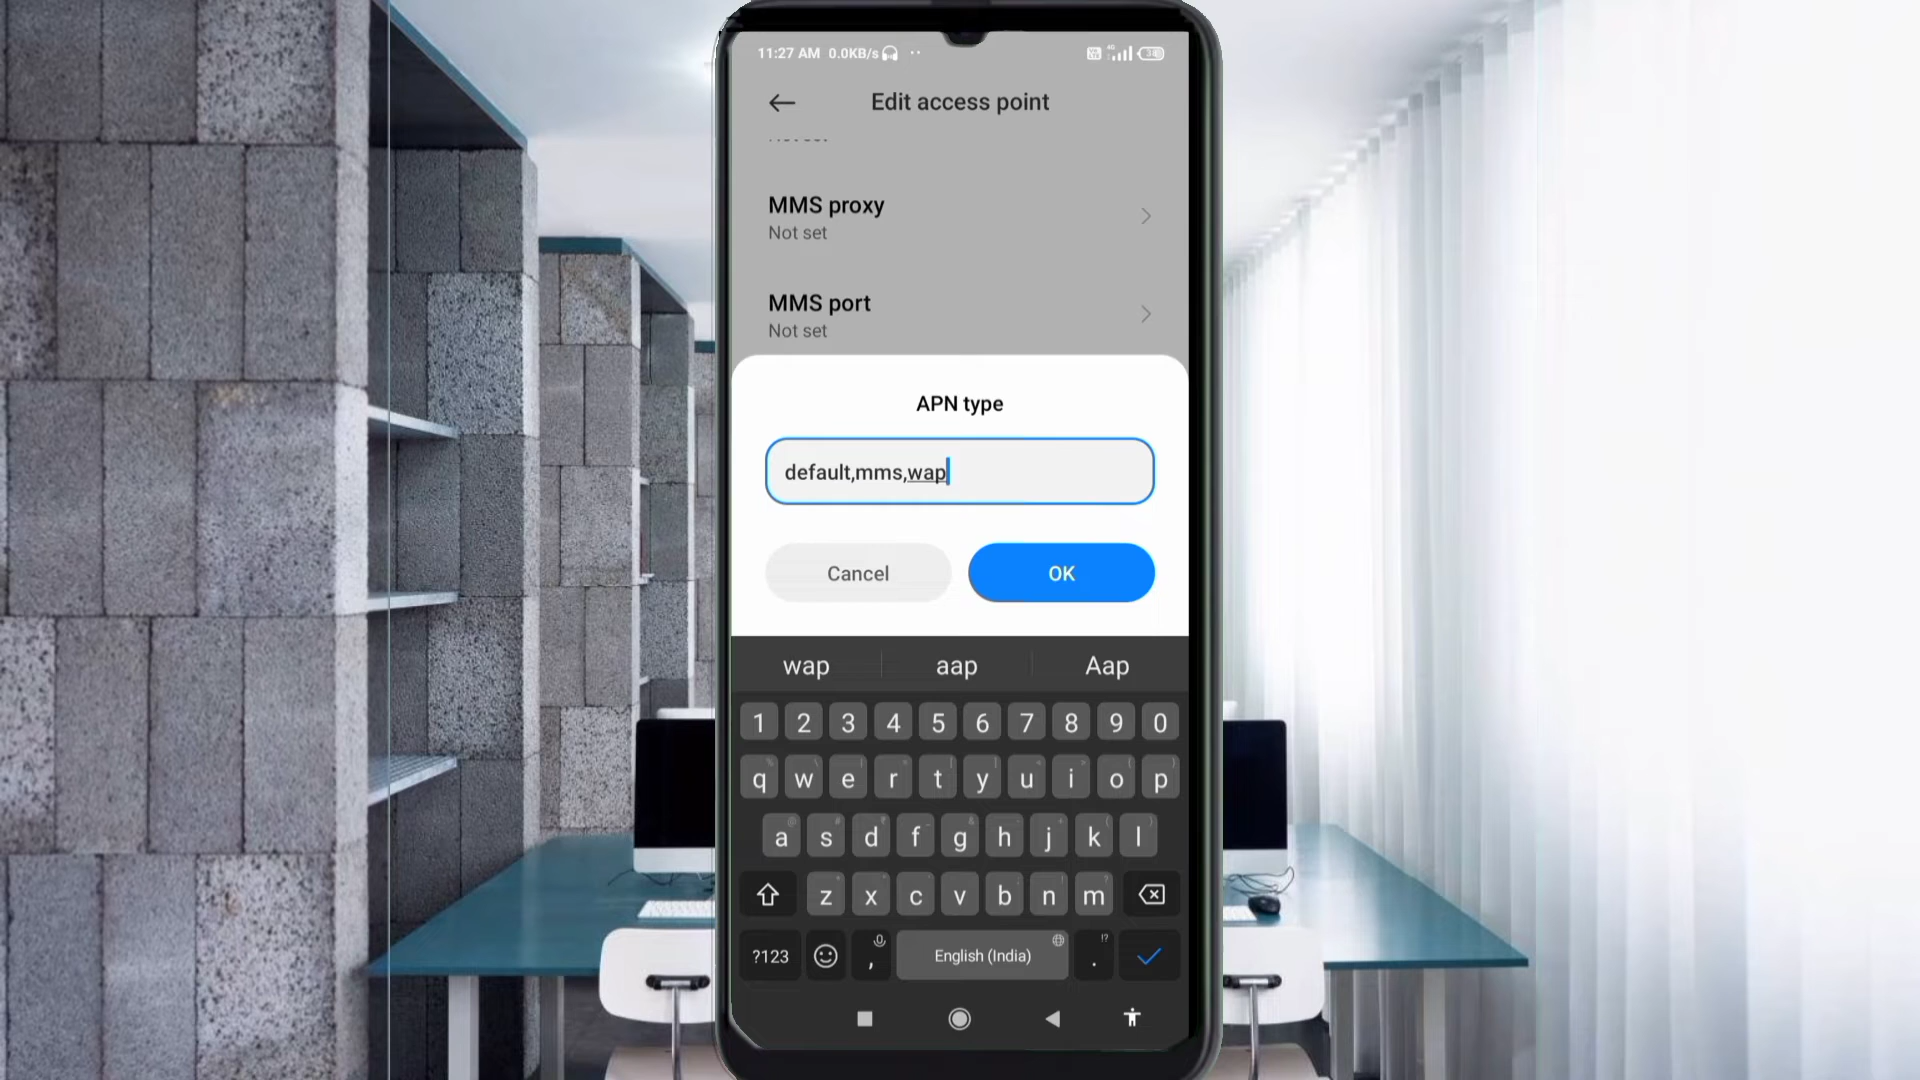 11:27 AM 0.0KB/s
4G
Edit access point
MMS proxy
Not set
MMS port
Not set
APN type
default,mms,wap
Cancel
OK
wap aap Aap
1 2 3 4 5 6 7 8 9 0
q w e r t y u i o p
a s d f g h j k l
z x c v b n m
?123 , English (India) . !?